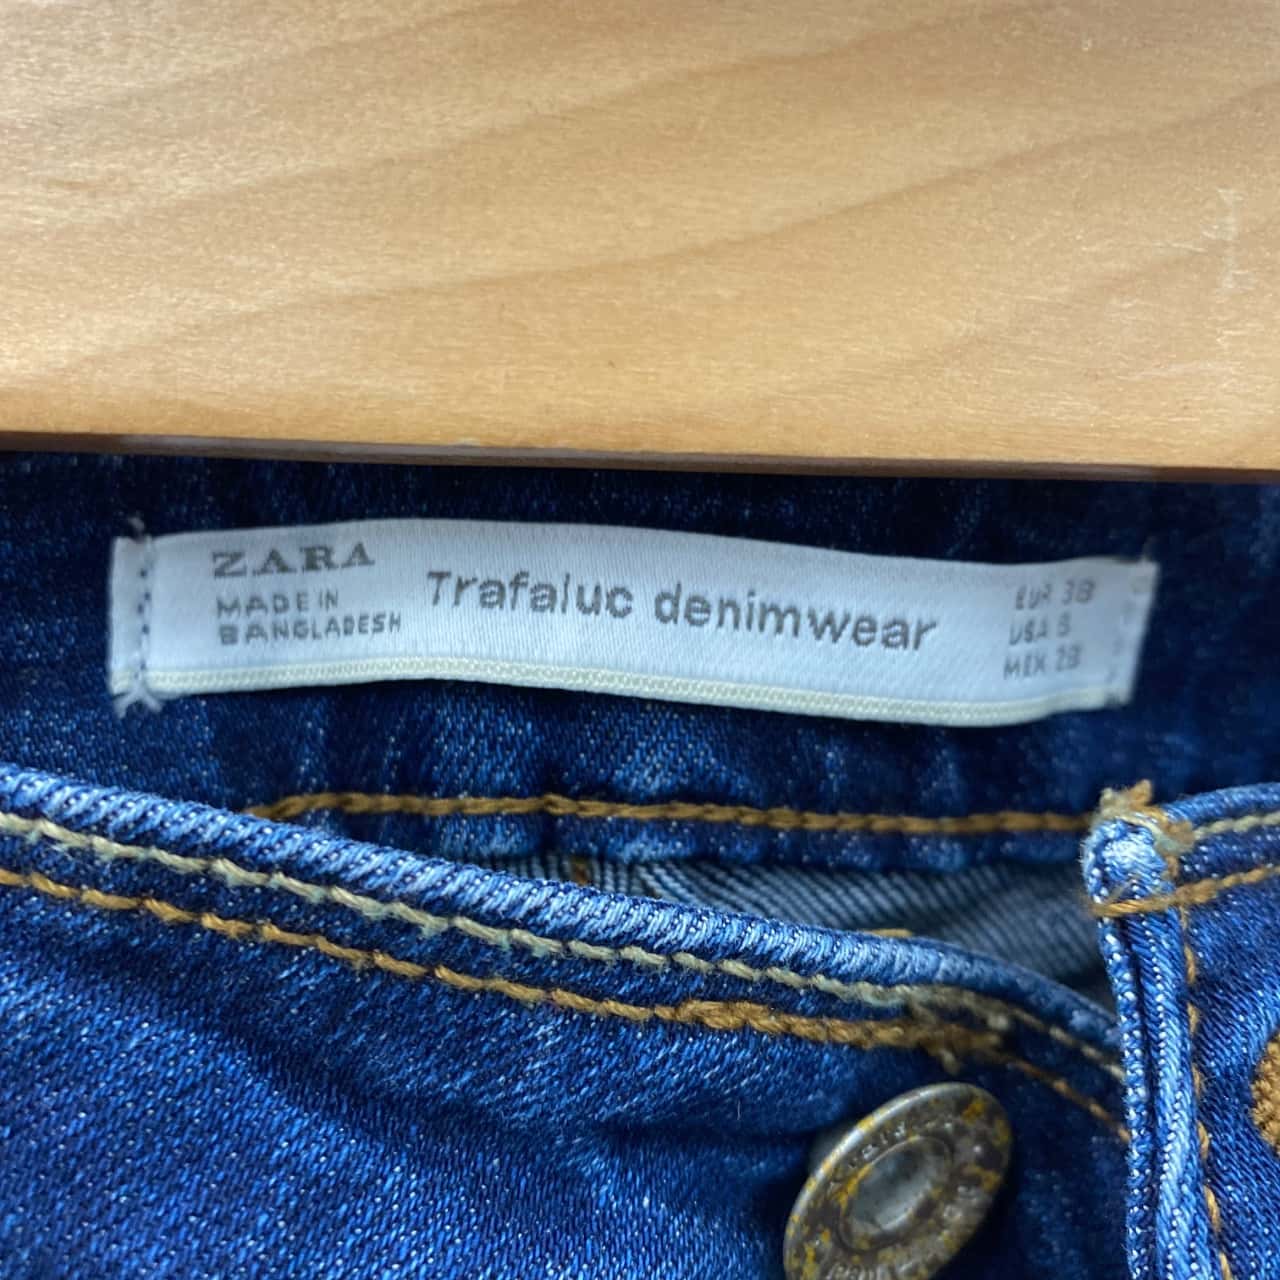 ZARA
MADE IN
BANGLADESH
Trafaluc denimwear
EUR 38
USA 6
MEX 28